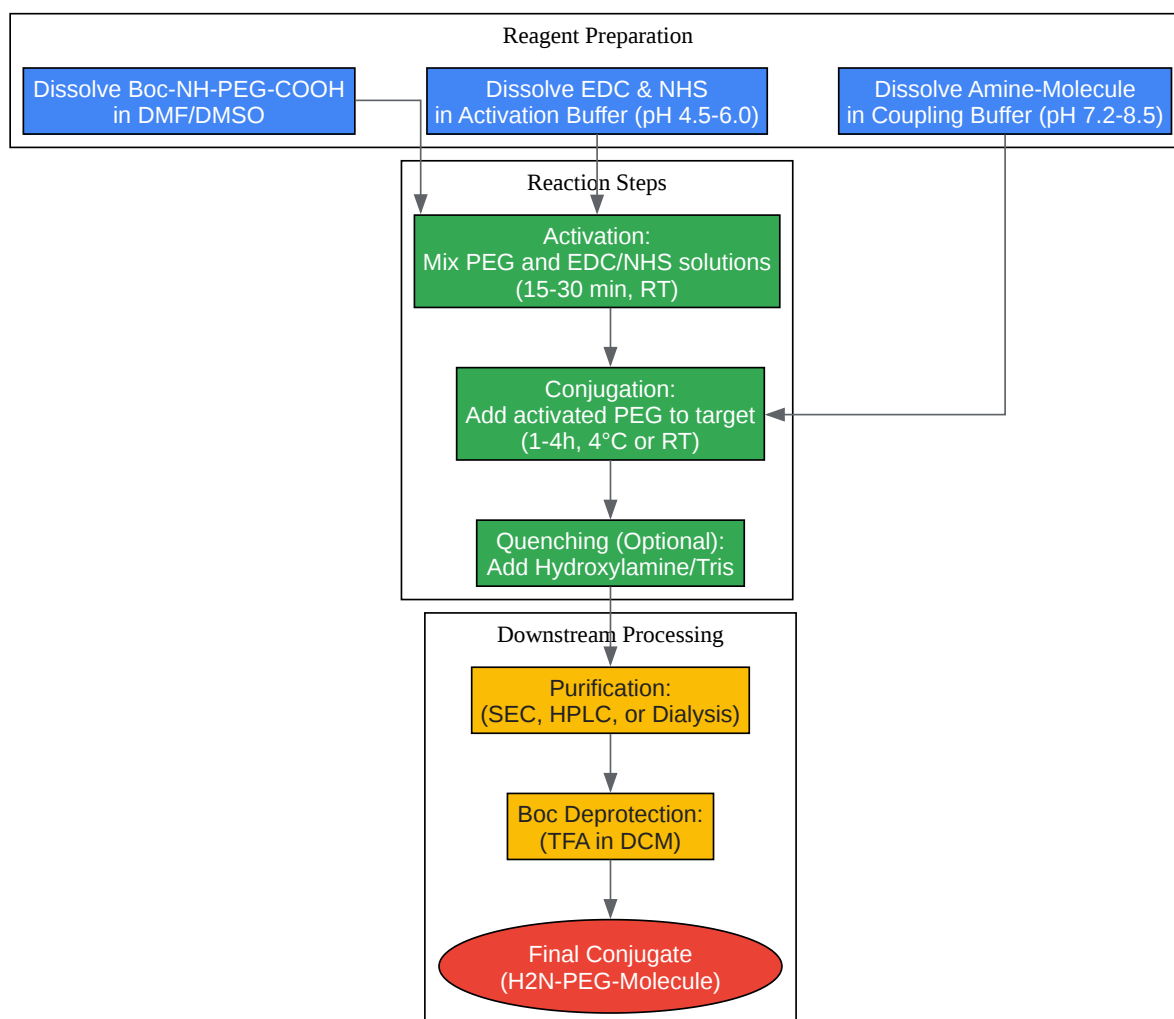 Reagent Preparation
Dissolve Boc-NH-PEG-COOH
in DMF/DMSO
Dissolve EDC & NHS
in Activation Buffer (pH 4.5-6.0)
Dissolve Amine-Molecule
in Coupling Buffer (pH 7.2-8.5)
Reaction Steps
Activation:
Mix PEG and EDC/NHS solutions
(15-30 min, RT)
Conjugation:
Add activated PEG to target
(1-4h, 4°C or RT)
Quenching (Optional):
Add Hydroxylamine/Tris
Downstream Processing
Purification:
(SEC, HPLC, or Dialysis)
Boc Deprotection:
(TFA in DCM)
Final Conjugate
(H2N-PEG-Molecule)